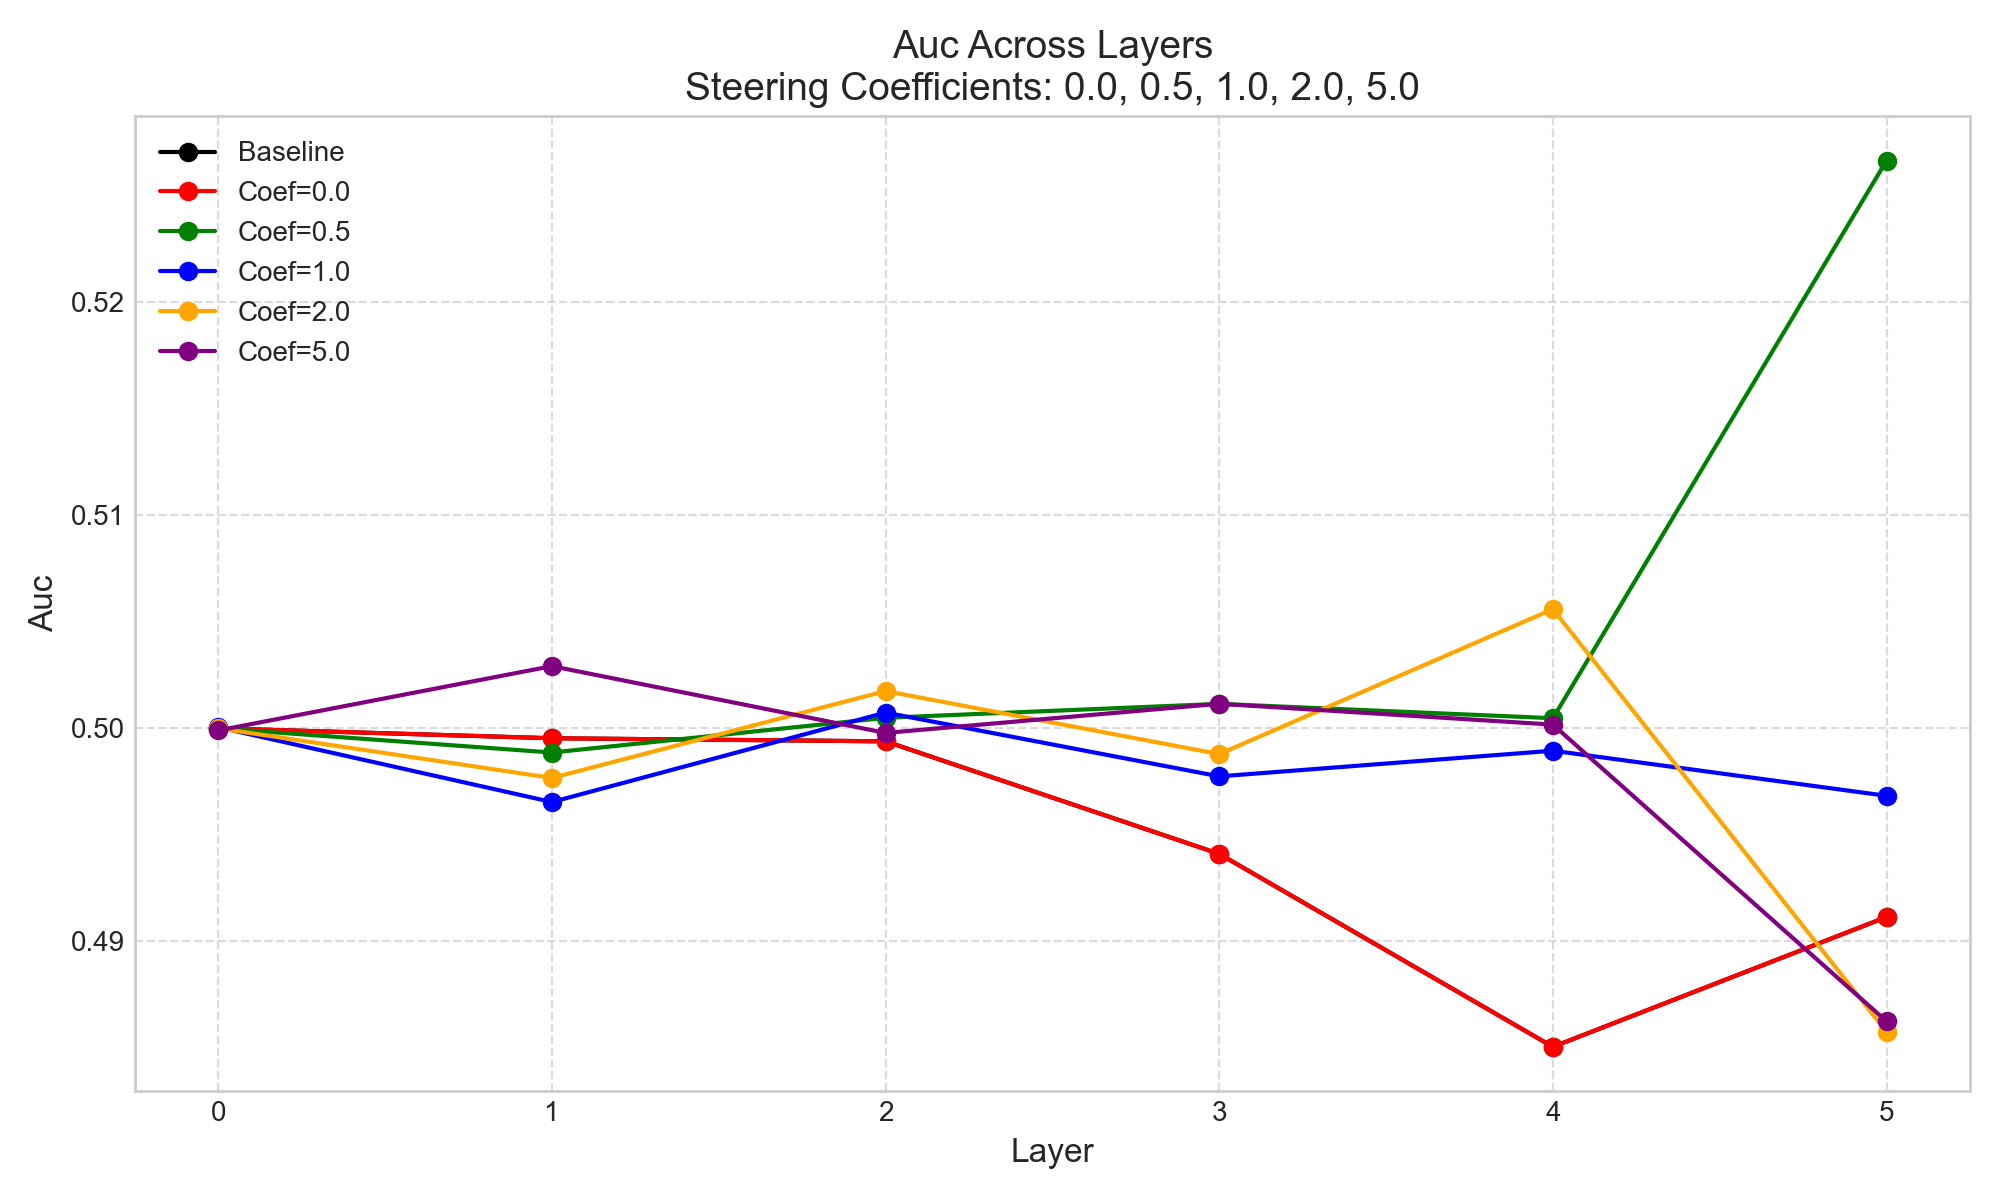 Auc Across Layers
Steering Coefficients: 0.0, 0.5, 1.0, 2.0, 5.0
Baseline
Coef=0.0
Coef=0.5
Coef=1.0
Coef=2.0
Coef=5.0
0.52
0.51
0.50
0.49
Auc
0 1 2 3 4 5
Layer